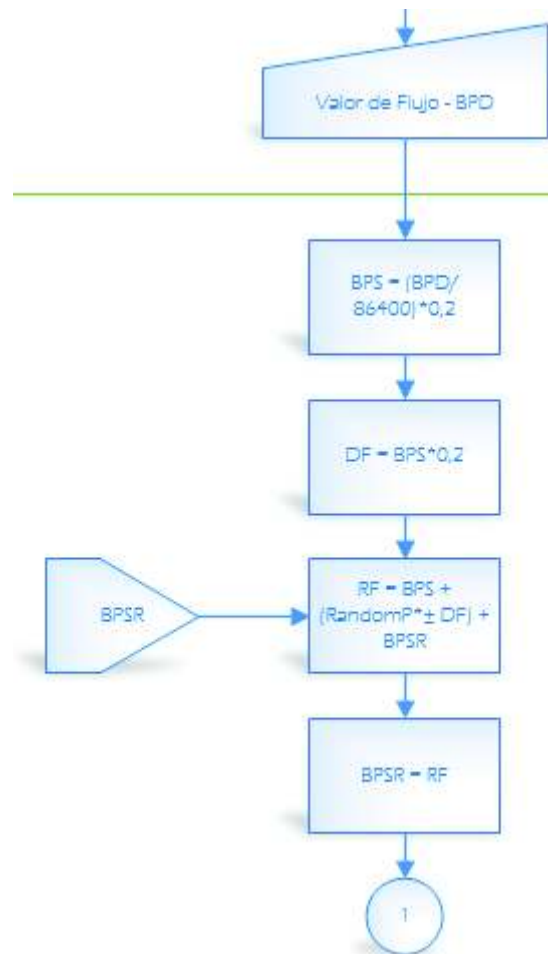 Valor de Flujo - BPD
BPS = (BPD/
86400)*0,2
DF = BPS*0,2
BPSR
RF = BPS +
(RandomP*± DF) +
BPSR
BPSR = RF
1